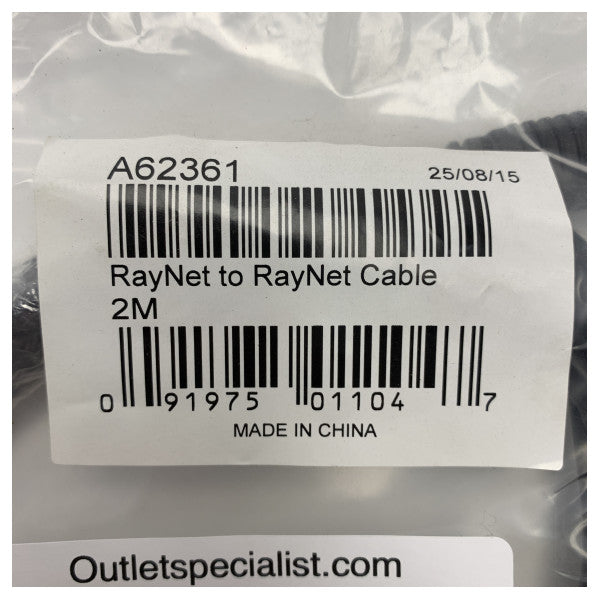 A62361 25/08/15
RayNet to RayNet Cable
2M
0 91975 01104 7
MADE IN CHINA
Outletspecialist.com